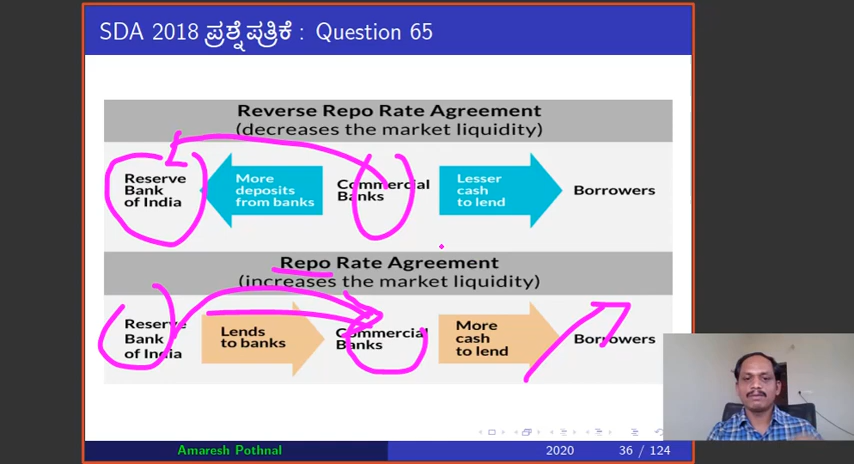 SDA 2018 ಪ್ರಶ್ನೆಪತ್ರಿಕೆ : Question 65
Reverse Repo Rate Agreement
(decreases the market liquidity)
Reserve
Bank
of India
More
deposits
from banks
Commercial
Banks
Lesser
cash
to lend
Borrowers
Repo Rate Agreement
(increases the market liquidity)
Reserve
Bank
of India
Lends
to banks
Commercial
Banks
More
cash
to lend
Borrowers
Amaresh Pothnal
2020
36 / 124